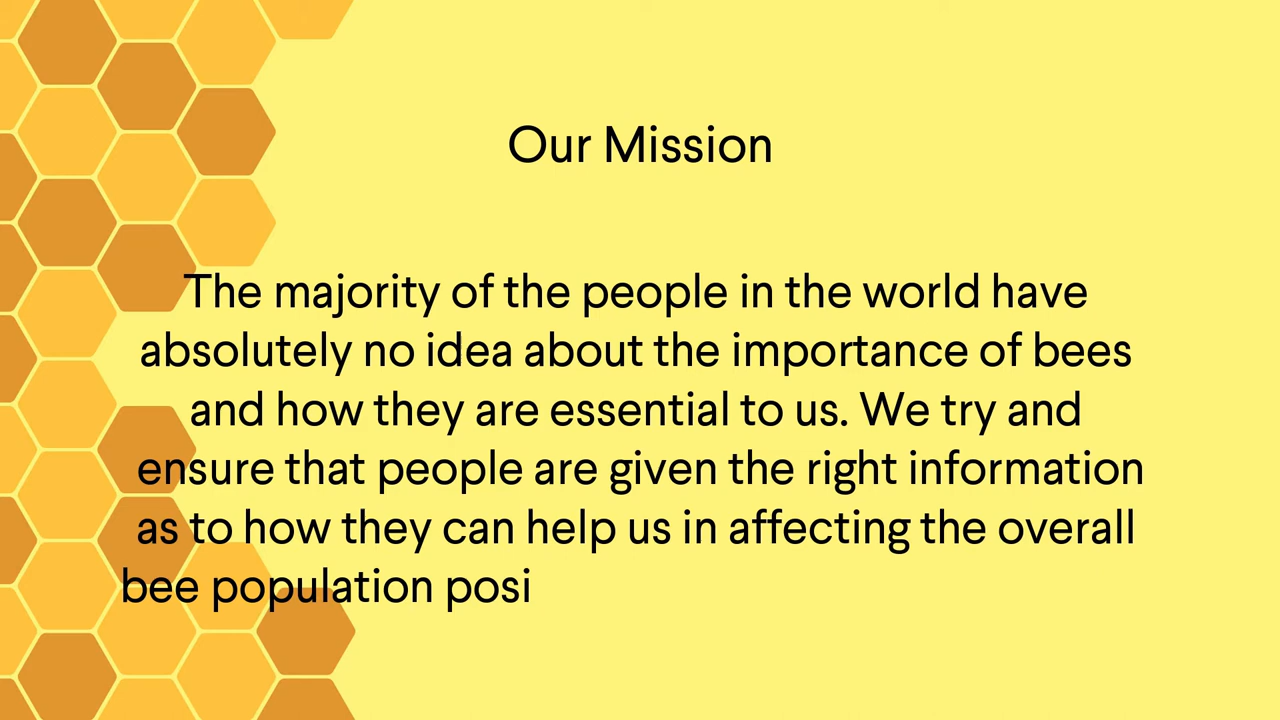 Our Mission
The majority of the people in the world have
absolutely no idea about the importance of bees
and how they are essential to us. We try and
ensure that people are given the right information
as to how they can help us in affecting the overall
bee population posi